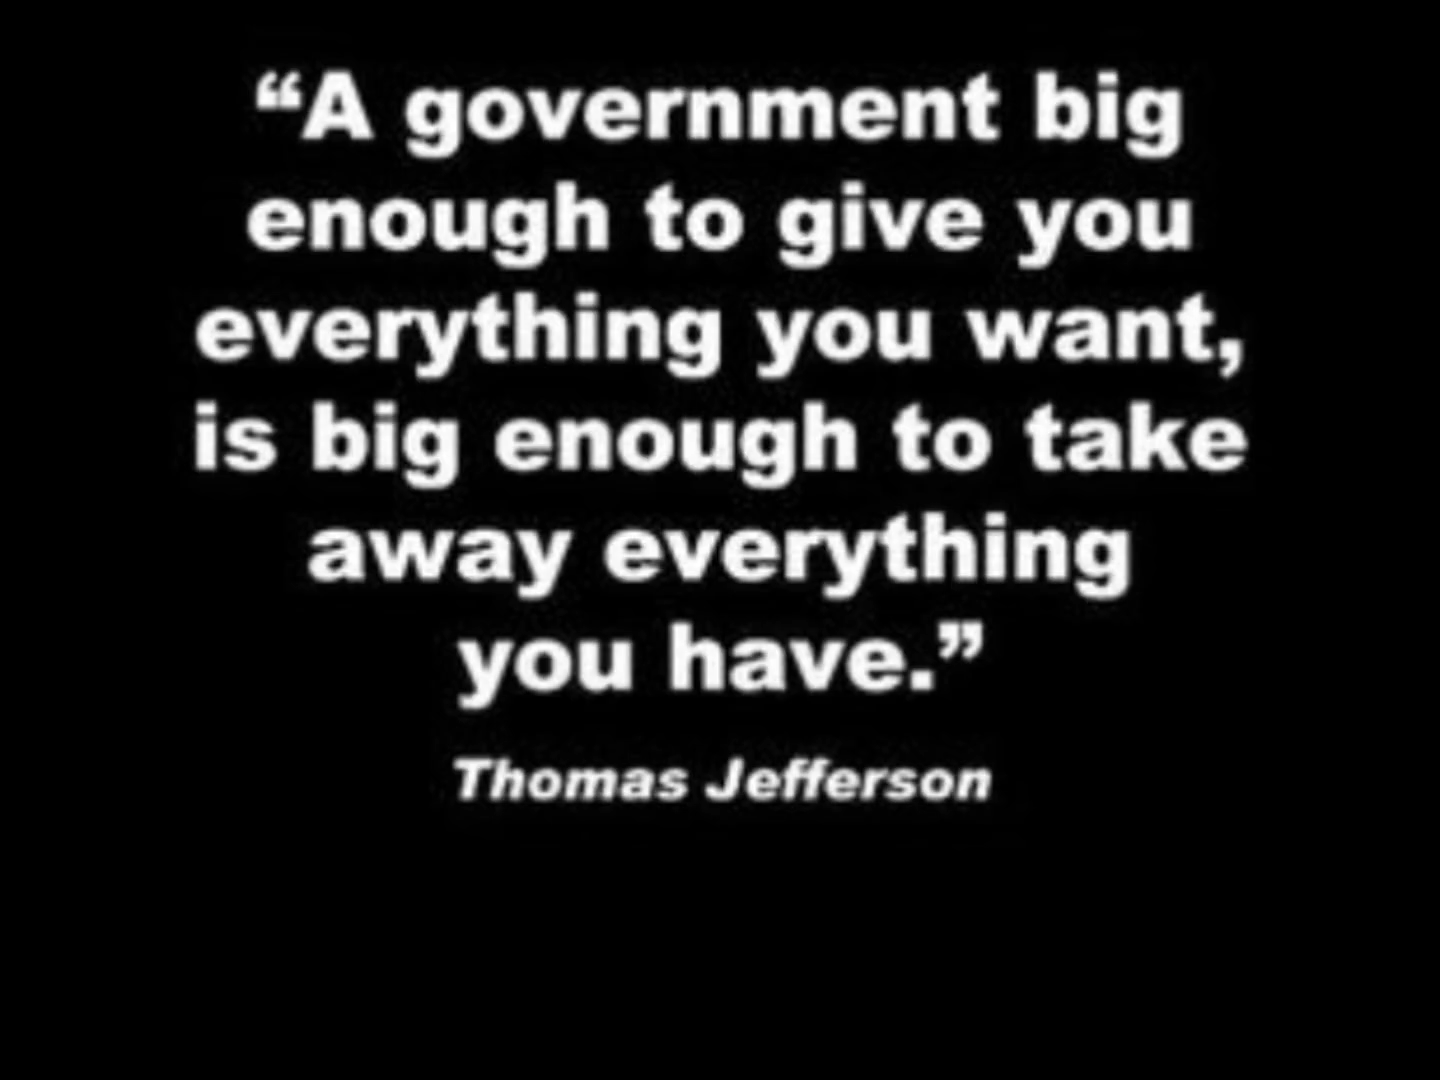 “A government big
enough to give you
everything you want,
is big enough to take
away everything
you have.”
Thomas Jefferson